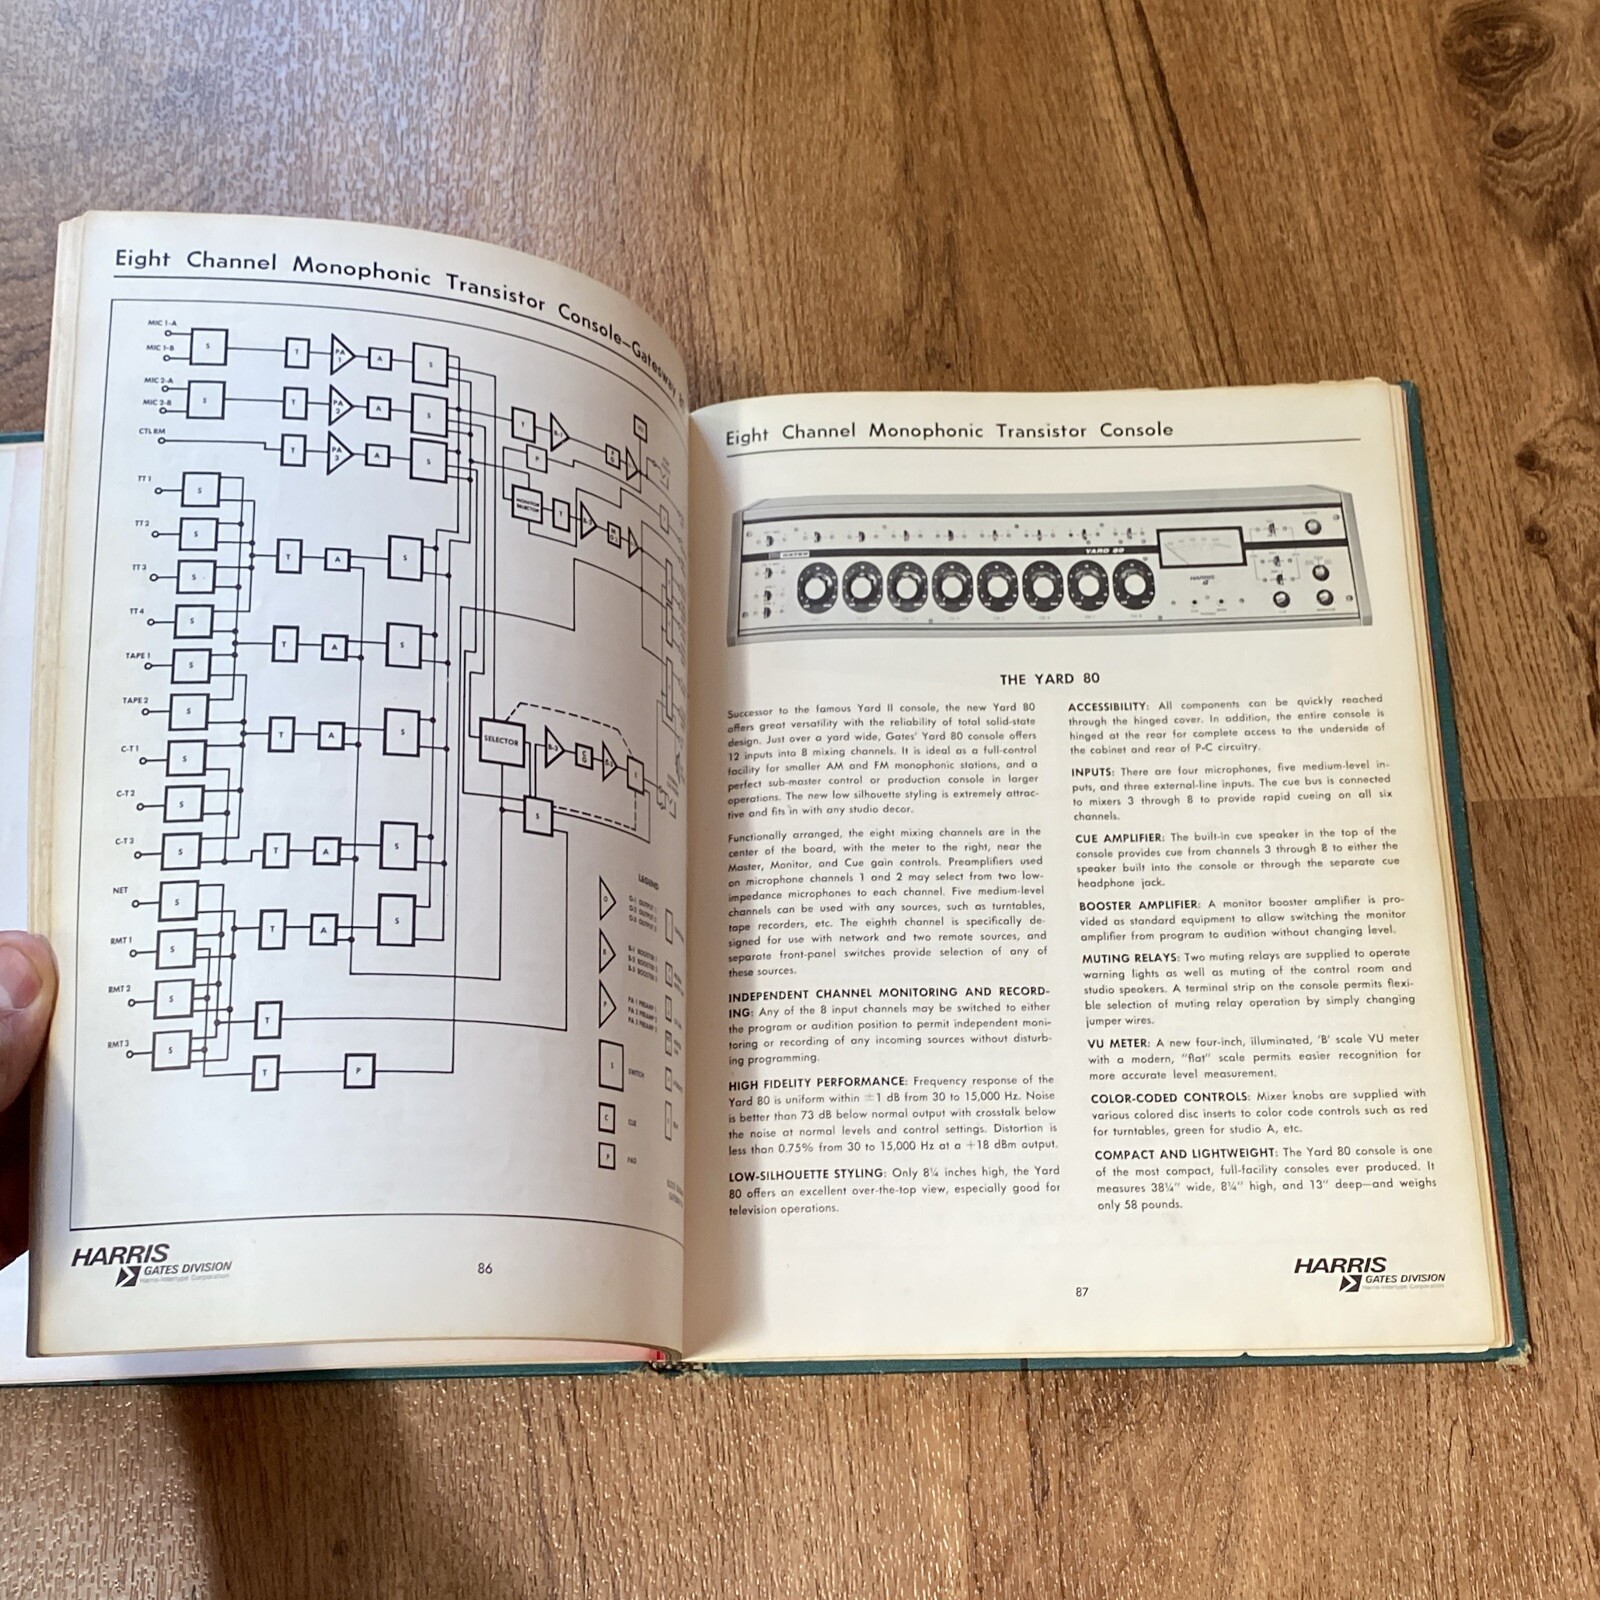 Eight Channel Monophonic Transistor Console—Gatesway
MIC 1-A
MIC 1-B
S
T
PA 1
A
S
MIC 2-A
MIC 2-B
S
T
PA 2
A
S
CTL RM
T
PA 3
A
S
T
P
MONITOR SELECTOR
T
TT 1
S
TT 2
S
T
A
S
TT 3
S
TT 4
S
T
A
S
TAPE 1
S
TAPE 2
S
T
A
S
SELECTOR
B-3
C-T 1
S
C-T 2
S
S
C-T 3
S
T
A
S
NET
S
T
A
S
RMT 1
S
RMT 2
S
T
RMT 3
S
T
P
LEGEND
S
SWITCH
C
CUE
P
PAD
HARRIS
GATES DIVISION
Harris-Intertype Corporation
86
Eight Channel Monophonic Transistor Console
GATES
YARD 80
HARRIS
THE YARD 80
Successor to the famous Yard II console, the new Yard 80
offers great versatility with the reliability of total solid-state
design. Just over a yard wide, Gates' Yard 80 console offers
12 inputs into 8 mixing channels. It is ideal as a full-control
facility for smaller AM and FM monophonic stations, and a
perfect sub-master control or production console in larger
operations. The new low silhouette styling is extremely attrac-
tive and fits in with any studio decor.
Functionally arranged, the eight mixing channels are in the
center of the board, with the meter to the right, near the
Master, Monitor, and Cue gain controls. Preamplifiers used
on microphone channels 1 and 2 may select from two low-
impedance microphones to each channel. Five medium-level
channels can be used with any sources, such as turntables,
tape recorders, etc. The eighth channel is specifically de-
signed for use with network and two remote sources, and
separate front-panel switches provide selection of any of
these sources.
INDEPENDENT CHANNEL MONITORING AND RECORD-
ING: Any of the 8 input channels may be switched to either
the program or audition position to permit independent moni-
toring or recording of any incoming sources without disturb-
ing programming.
HIGH FIDELITY PERFORMANCE: Frequency response of the
Yard 80 is uniform within ±1 dB from 30 to 15,000 Hz. Noise
is better than 73 dB below normal output with crosstalk below
the noise at normal levels and control settings. Distortion is
less than 0.75% from 30 to 15,000 Hz at a +18 dBm output.
LOW-SILHOUETTE STYLING: Only 8¼ inches high, the Yard
80 offers an excellent over-the-top view, especially good for
television operations.
ACCESSIBILITY: All components can be quickly reached
through the hinged cover. In addition, the entire console is
hinged at the rear for complete access to the underside of
the cabinet and rear of P-C circuitry.
INPUTS: There are four microphones, five medium-level in-
puts, and three external-line inputs. The cue bus is connected
to mixers 3 through 8 to provide rapid cueing on all six
channels.
CUE AMPLIFIER: The built-in cue speaker in the top of the
console provides cue from channels 3 through 8 to either the
speaker built into the console or through the separate cue
headphone jack.
BOOSTER AMPLIFIER: A monitor booster amplifier is pro-
vided as standard equipment to allow switching the monitor
amplifier from program to audition without changing level.
MUTING RELAYS: Two muting relays are supplied to operate
warning lights as well as muting of the control room and
studio speakers. A terminal strip on the console permits flexi-
ble selection of muting relay operation by simply changing
jumper wires.
VU METER: A new four-inch, illuminated, 'B' scale VU meter
with a modern, "flat" scale permits easier recognition for
more accurate level measurement.
COLOR-CODED CONTROLS: Mixer knobs are supplied with
various colored disc inserts to color code controls such as red
for turntables, green for studio A, etc.
COMPACT AND LIGHTWEIGHT: The Yard 80 console is one
of the most compact, full-facility consoles ever produced. It
measures 38¼" wide, 8¼" high, and 13" deep—and weighs
only 58 pounds.
87
HARRIS
GATES DIVISION
Harris-Intertype Corporation